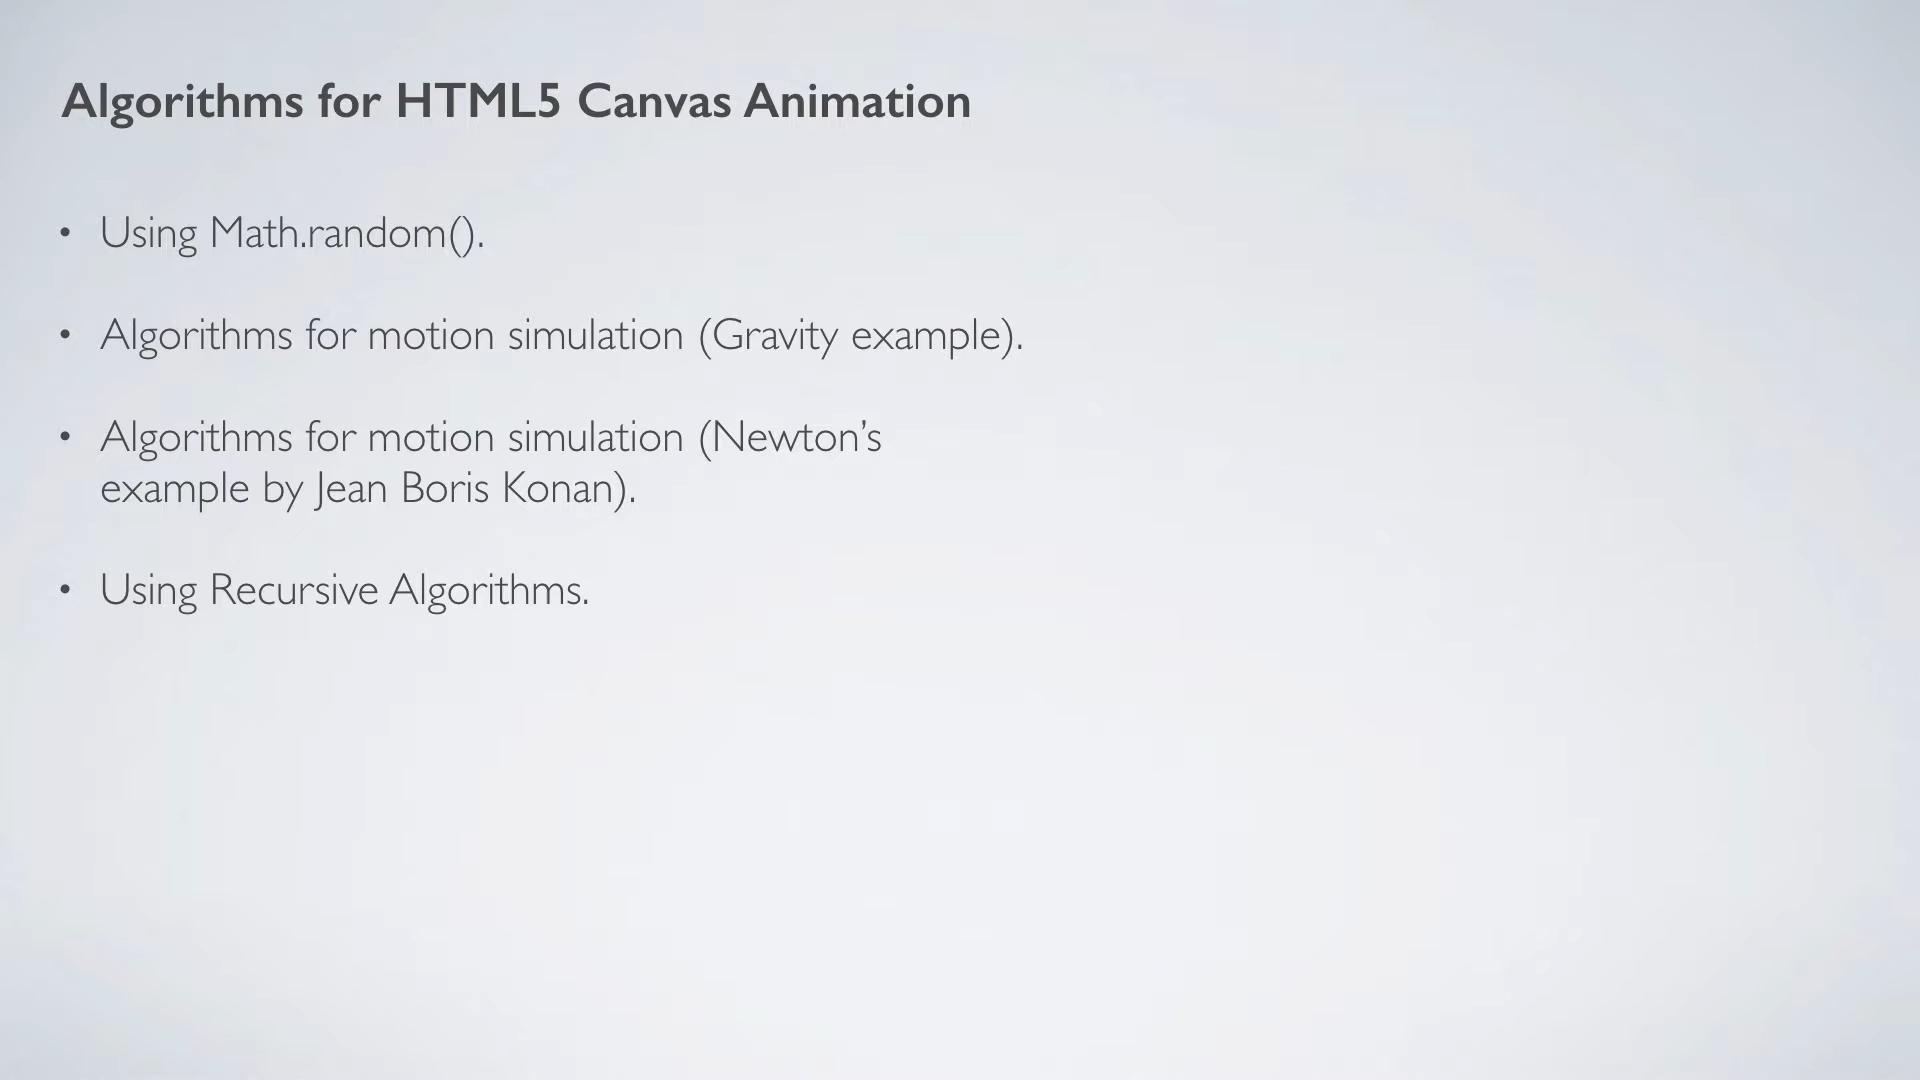 Algorithms for HTML5 Canvas Animation
• Using Math.random().
• Algorithms for motion simulation (Gravity example).
• Algorithms for motion simulation (Newton’s
example by Jean Boris Konan).
• Using Recursive Algorithms.